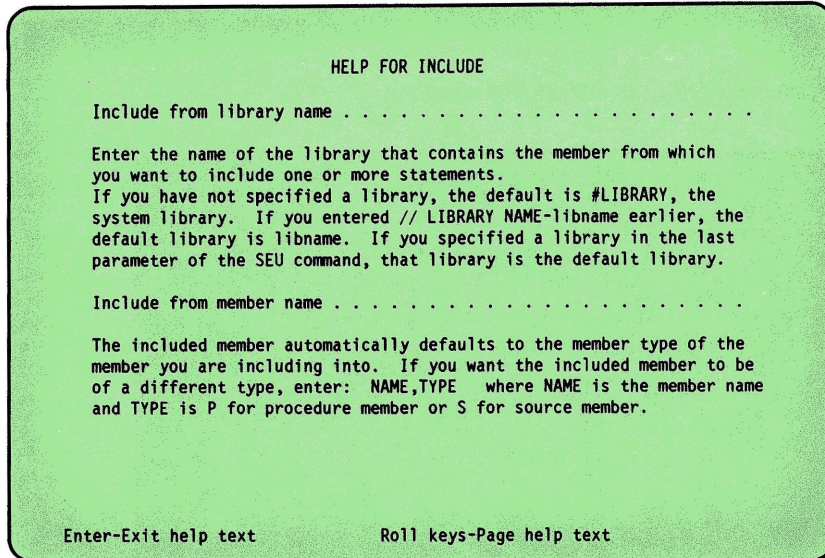 HELP FOR INCLUDE
Include from library name . . . . . . . . . . . . . . . . . . . . . . . .
Enter the name of the library that contains the member from which
you want to include one or more statements.
If you have not specified a library, the default is #LIBRARY, the
system library.  If you entered // LIBRARY NAME-libname earlier, the
default library is libname.  If you specified a library in the last
parameter of the SEU command, that library is the default library.
Include from member name . . . . . . . . . . . . . . . . . . . . . . . .
The included member automatically defaults to the member type of the
member you are including into.  If you want the included member to be
of a different type, enter:  NAME,TYPE   where NAME is the member name
and TYPE is P for procedure member or S for source member.
Enter-Exit help text          Roll keys-Page help text